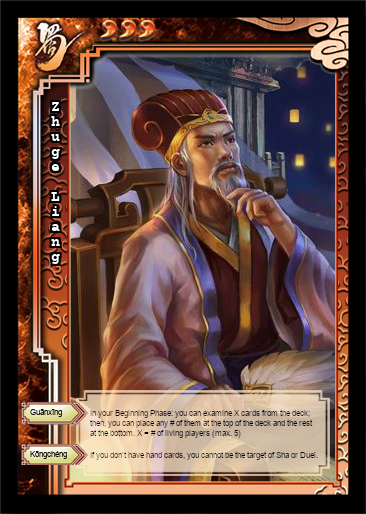 蜀
Zhuge Liang
Guānxīng
In your Beginning Phase: you can examine X cards from the deck;
then, you can place any # of them at the top of the deck and the rest
at the bottom. X = # of living players (max. 5)
Kōngchéng
If you don't have hand cards, you cannot be the target of Sha or Duel.